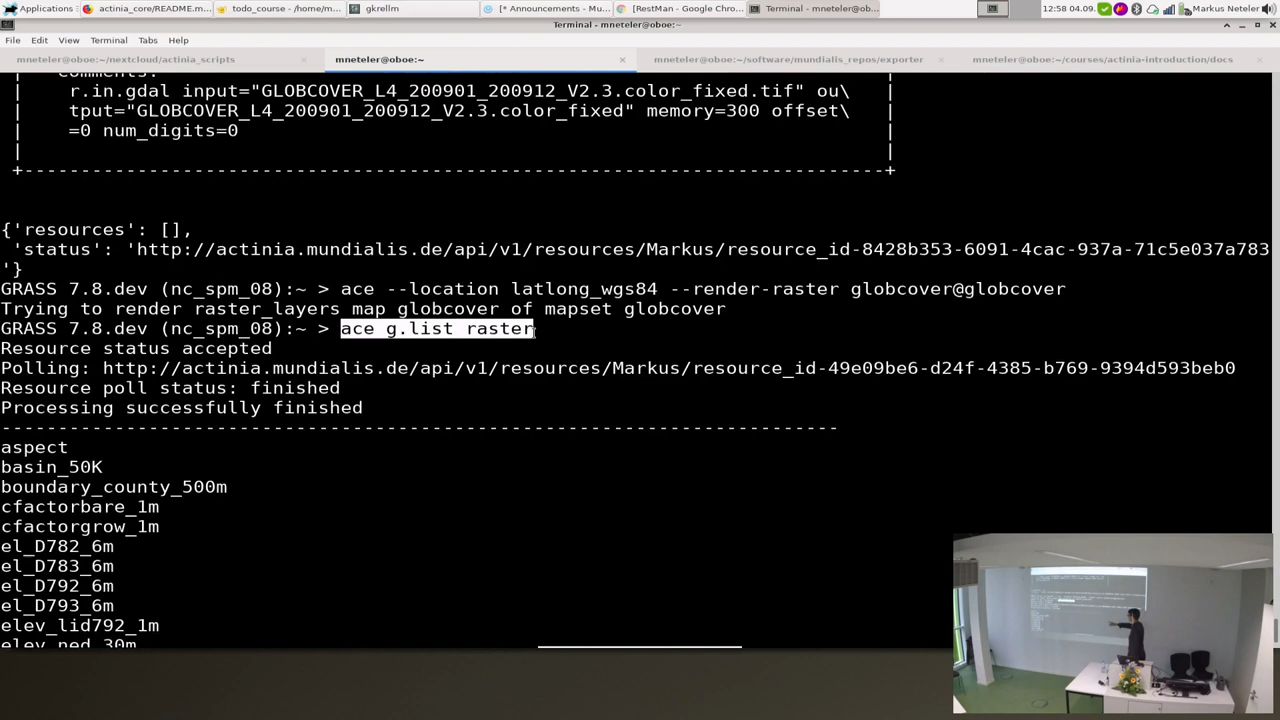 Applications
actinia_core/README.m...
todo_course - /home/m...
gkrellm
[* Announcements - Mu...
[RestMan - Google Chro...
Terminal - mneteler@ob...
12:58 04.09.
Markus Neteler
Terminal - mneteler@oboe:~
File Edit View Terminal Tabs Help
mneteler@oboe:~/nextcloud/actinia_scripts
mneteler@oboe:~
mneteler@oboe:~/software/mundialis_repos/exporter
mneteler@oboe:~/courses/actinia-introduction/docs
| Comments: |
| r.in.gdal input="GLOBCOVER_L4_200901_200912_V2.3.color_fixed.tif" ou\ |
| tput="GLOBCOVER_L4_200901_200912_V2.3.color_fixed" memory=300 offset\ |
| =0 num_digits=0 |
| |
+---------------------------------------------------------------------------+
{'resources': [],
'status': 'http://actinia.mundialis.de/api/v1/resources/Markus/resource_id-8428b353-6091-4cac-937a-71c5e037a783
'}
GRASS 7.8.dev (nc_spm_08):~ > ace --location latlong_wgs84 --render-raster globcover@globcover
Trying to render raster_layers map globcover of mapset globcover
GRASS 7.8.dev (nc_spm_08):~ > ace g.list raster
Resource status accepted
Polling: http://actinia.mundialis.de/api/v1/resources/Markus/resource_id-49e09be6-d24f-4385-b769-9394d593beb0
Resource poll status: finished
Processing successfully finished
--------------------------------------------------------------------------
aspect
basin_50K
boundary_county_500m
cfactorbare_1m
cfactorgrow_1m
el_D782_6m
el_D783_6m
el_D792_6m
el_D793_6m
elev_lid792_1m
elev_ned_30m